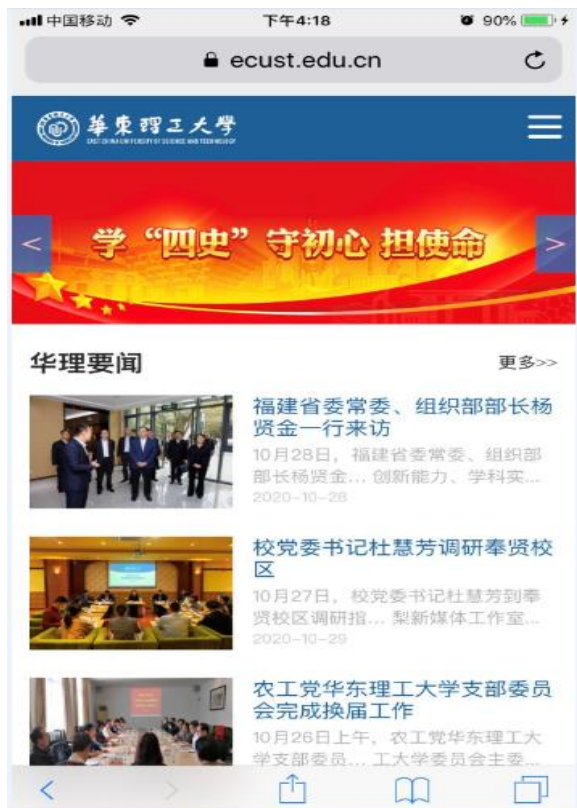 中国移动 下午4:18 90%
ecust.edu.cn
華東理工大學
EAST CHINA UNIVERSITY OF SCIENCE AND TECHNOLOGY
< 学“四史”守初心 担使命 >
华理要闻 更多>>
福建省委常委、组织部部长杨
贤金一行来访
10月28日，福建省委常委、组织部
部长杨贤金... 创新能力、学科实...
2020-10-28
校党委书记杜慧芳调研奉贤校
区
10月27日，校党委书记杜慧芳到奉
贤校区调研指... 梨新媒体工作室...
2020-10-29
农工党华东理工大学支部委员
会完成换届工作
10月26日上午，农工党华东理工大
学支部委员... 工大学委员会主委...